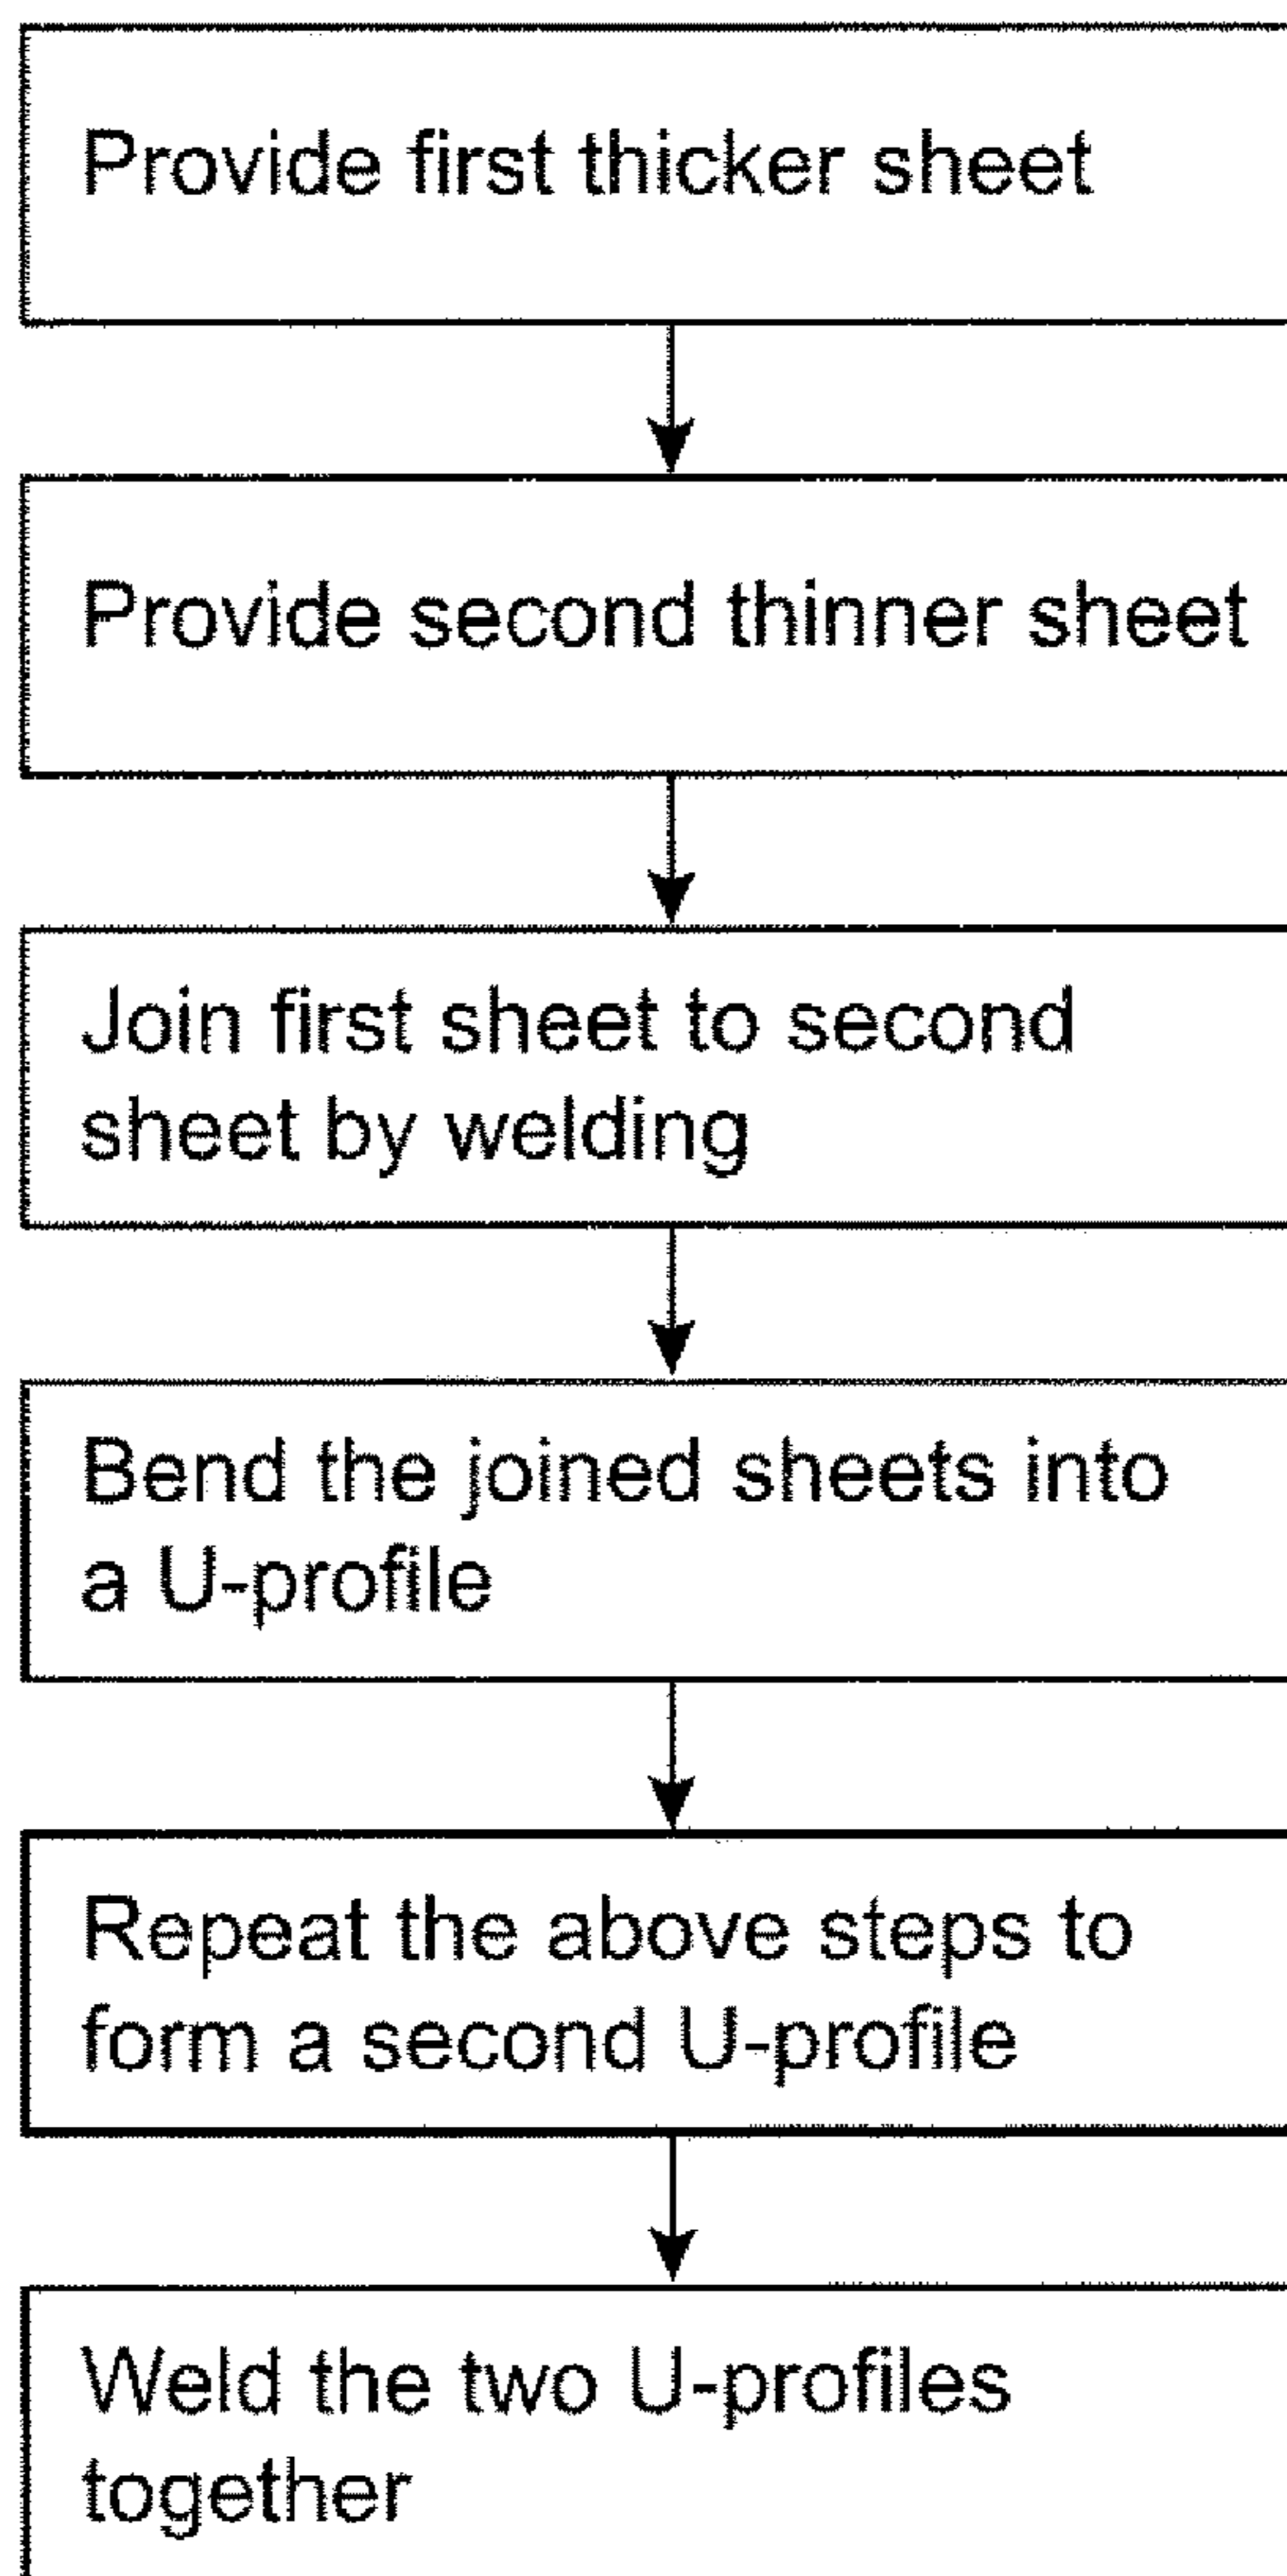 Provide first thicker sheet
Provide second thinner sheet
Join first sheet to second
sheet by welding
Bend the joined sheets into
a U-profile
Repeat the above steps to
form a second U-profile
Weld the two U-profiles
together